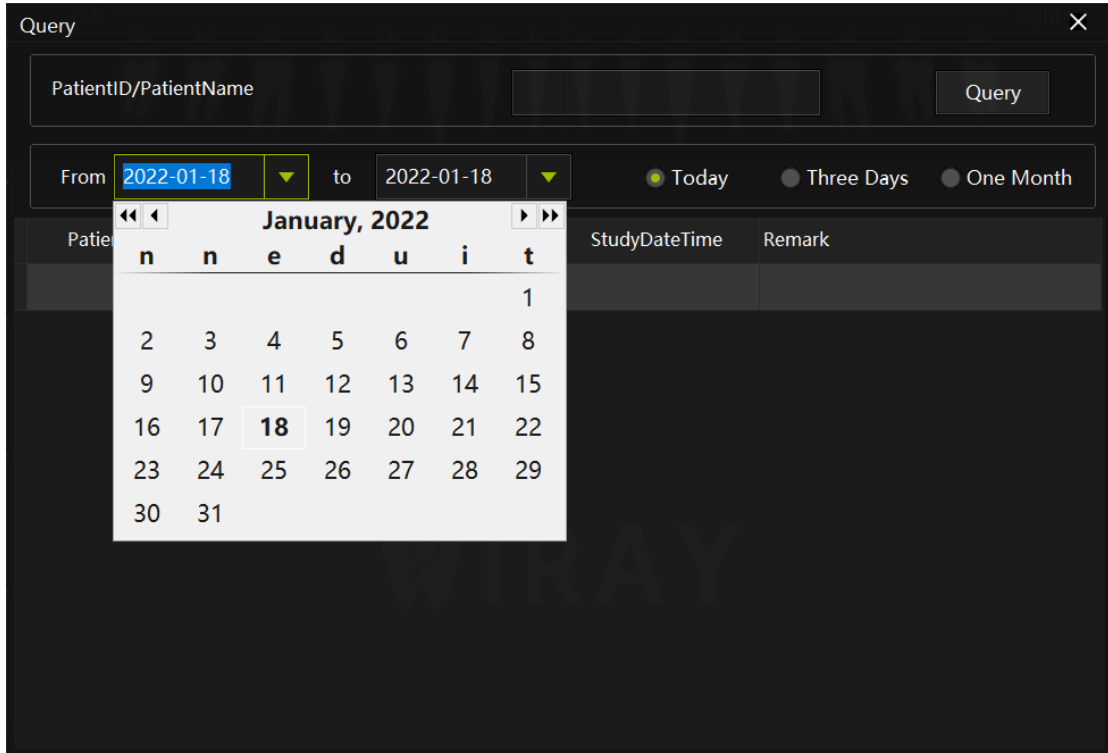 Query
PatientID/PatientName Query
From 2022-01-18 to 2022-01-18 Today Three Days One Month
January, 2022
Patie StudyDateTime Remark
n n e d u i t
1
2 3 4 5 6 7 8
9 10 11 12 13 14 15
16 17 18 19 20 21 22
23 24 25 26 27 28 29
30 31
WIRAY